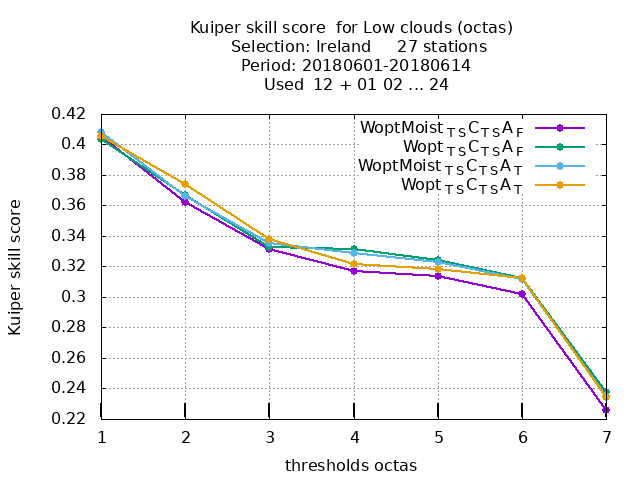 Kuiper skill score  for Low clouds (octas)
Selection: Ireland     27 stations
Period: 20180601-20180614
Used  12 + 01 02 ... 24
0.42
0.4
0.38
0.36
0.34
0.32
0.3
0.28
0.26
0.24
0.22
Kuiper skill score
WoptMoist TS C TS A F
Wopt TS C TS A F
WoptMoist TS C TS A T
Wopt TS C TS A T
1 2 3 4 5 6 7
thresholds octas